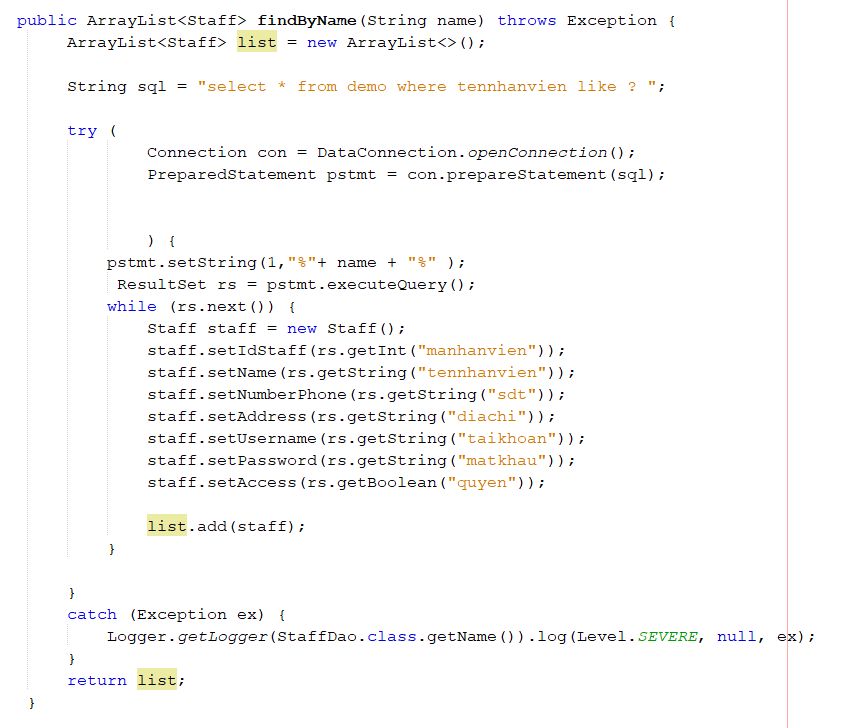 public ArrayList<Staff> findByName(String name) throws Exception {
ArrayList<Staff> list = new ArrayList<>();
String sql = "select * from demo where tennhanvien like ? ";
try (
Connection con = DataConnection.openConnection();
PreparedStatement pstmt = con.prepareStatement(sql);
) {
pstmt.setString(1,"%"+ name + "%" );
ResultSet rs = pstmt.executeQuery();
while (rs.next()) {
Staff staff = new Staff();
staff.setIdStaff(rs.getInt("manhanvien"));
staff.setName(rs.getString("tennhanvien"));
staff.setNumberPhone(rs.getString("sdt"));
staff.setAddress(rs.getString("diachi"));
staff.setUsername(rs.getString("taikhoan"));
staff.setPassword(rs.getString("matkhau"));
staff.setAccess(rs.getBoolean("quyen"));
list.add(staff);
}
}
catch (Exception ex) {
Logger.getLogger(StaffDao.class.getName()).log(Level.SEVERE, null, ex);
}
return list;
}